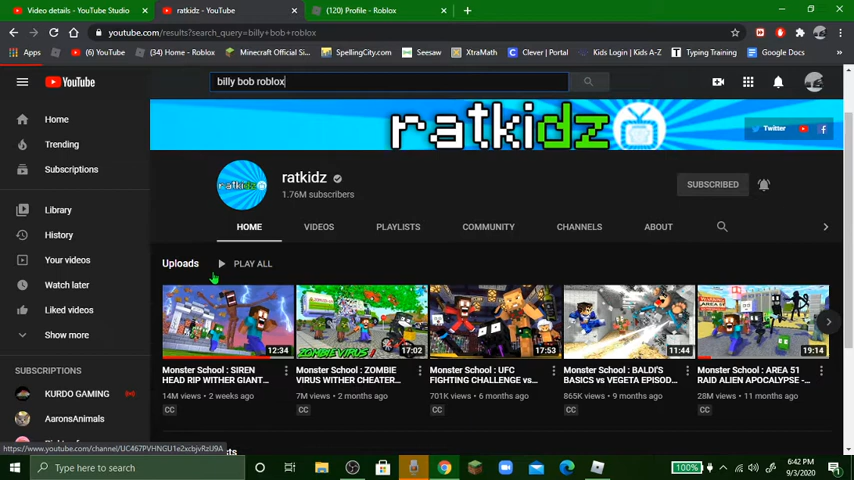 Video details - YouTube Studio
ratkidz - YouTube
(120) Profile - Roblox
youtube.com/results?search_query=billy+bob+roblox
Apps
(6) YouTube
(34) Home - Roblox
Minecraft Official Si...
SpellingCity.com
Seesaw
XtraMath
Clever | Portal
Kids Login | Kids A-Z
Typing Training
Google Docs
YouTube
billy bob roblox
Home
Trending
Subscriptions
Library
History
Your videos
Watch later
Liked videos
Show more
SUBSCRIPTIONS
KURDO GAMING
AaronsAnimals
ratkidz
Twitter
ratkidz
ratkidz
1.76M subscribers
SUBSCRIBED
HOME
VIDEOS
PLAYLISTS
COMMUNITY
CHANNELS
ABOUT
Uploads
PLAY ALL
12:34
ZOMBIE VIRUS
17:02
17:53
11:44
19:14
Monster School : SIREN
HEAD RIP WITHER GIANT...
14M views • 2 weeks ago
CC
Monster School : ZOMBIE
VIRUS WITHER CHEATER...
7M views • 2 months ago
CC
Monster School : UFC
FIGHTING CHALLENGE vs...
701K views • 6 months ago
CC
Monster School : BALDI'S
BASICS vs VEGETA EPISOD...
865K views • 9 months ago
CC
Monster School : AREA 51
RAID ALIEN APOCALYPSE -...
28M views • 11 months ago
CC
https://www.youtube.com/channel/UC467PVHNGU1e2xcbjvRzU9A
Type here to search
100%
6:42 PM
9/3/2020